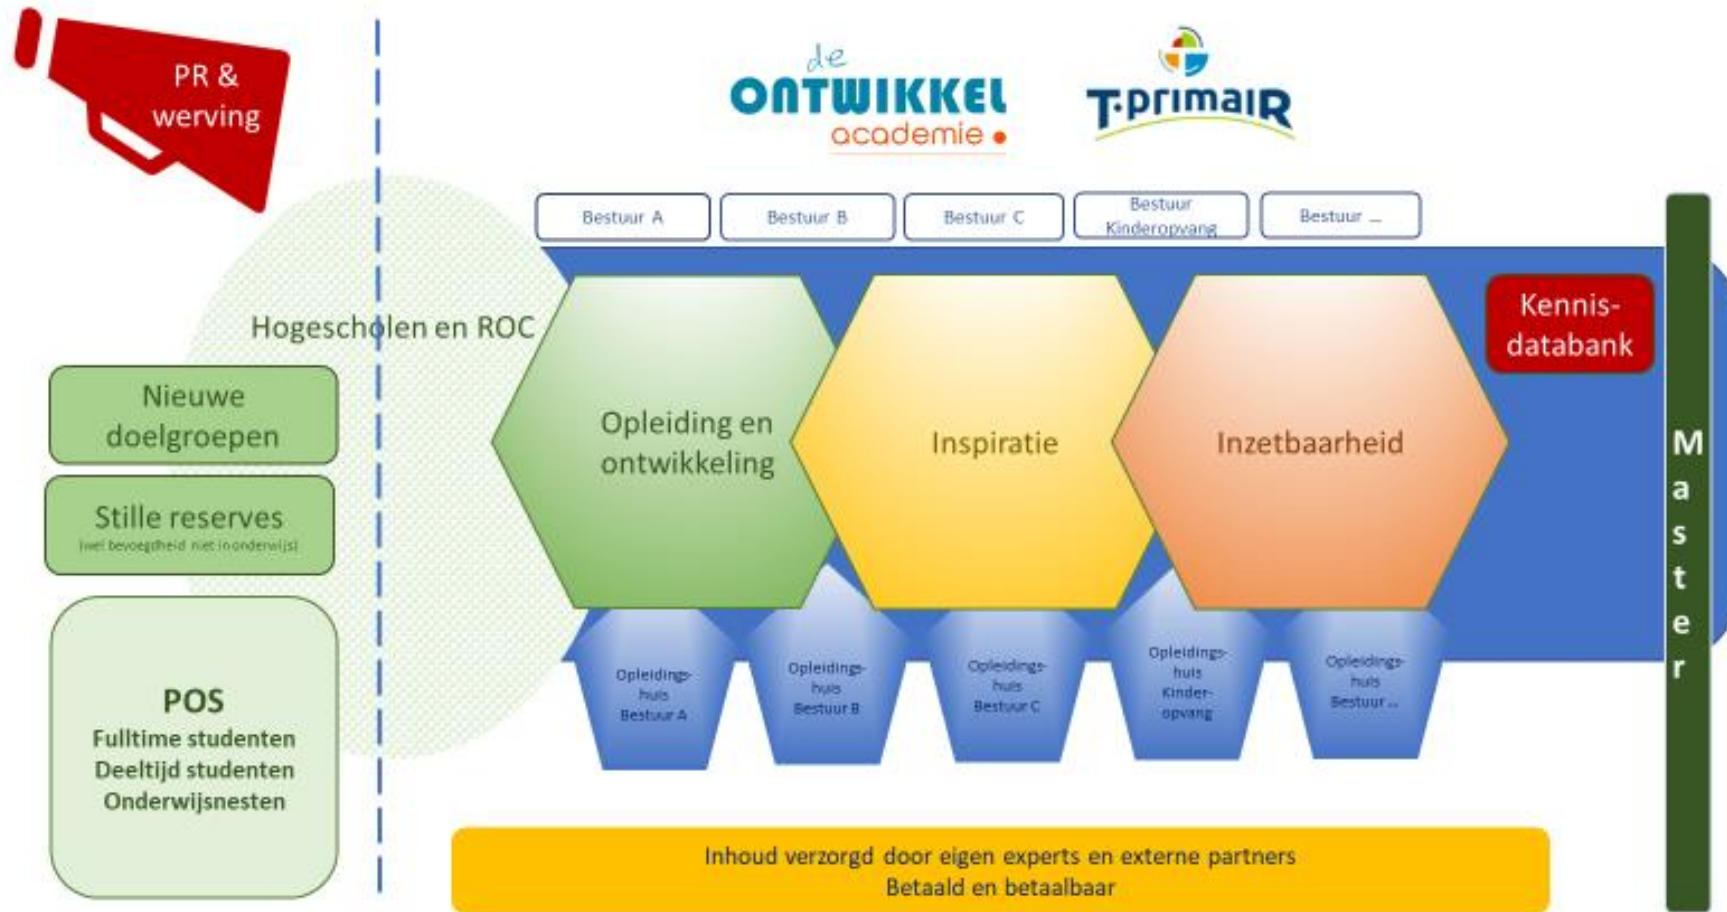 PR &
werving
de
ONTWIKKEL
academie
T-primaiR
Bestuur A
Bestuur B
Bestuur C
Bestuur
Kinderopvang
Bestuur ...
Hogescholen en ROC
Nieuwe
doelgroepen
Stille reserves
(wel bevoegdheid niet in onderwijs)
POS
Fulltime studenten
Deeltijd studenten
Onderwijsnesten
Opleiding en
ontwikkeling
Inspiratie
Inzetbaarheid
Kennis-
databank
Master
Opleidings-
huis
Bestuur A
Opleidings-
huis
Bestuur B
Opleidings-
huis
Bestuur C
Opleidings-
huis
Kinder-
opvang
Opleidings-
huis
Bestuur ...
Inhoud verzorgd door eigen experts en externe partners
Betaald en betaalbaar